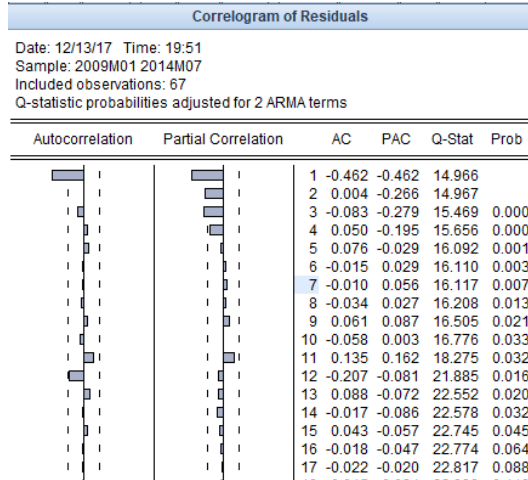 Correlogram of Residuals
Date: 12/13/17 Time: 19:51
Sample: 2009M01 2014M07
Included observations: 67
Q-statistic probabilities adjusted for 2 ARMA terms
Autocorrelation Partial Correlation AC PAC Q-Stat Prob
1 -0.462 -0.462 14.966
2 0.004 -0.266 14.967
3 -0.083 -0.279 15.469 0.000
4 0.050 -0.195 15.656 0.000
5 0.076 -0.029 16.092 0.001
6 -0.015 0.029 16.110 0.003
7 -0.010 0.056 16.117 0.007
8 -0.034 0.027 16.208 0.013
9 0.061 0.087 16.505 0.021
10 -0.058 0.003 16.776 0.033
11 0.135 0.162 18.275 0.032
12 -0.207 -0.081 21.885 0.016
13 0.088 -0.072 22.552 0.020
14 -0.017 -0.086 22.578 0.032
15 0.043 -0.057 22.745 0.045
16 -0.018 -0.047 22.774 0.064
17 -0.022 -0.020 22.817 0.088